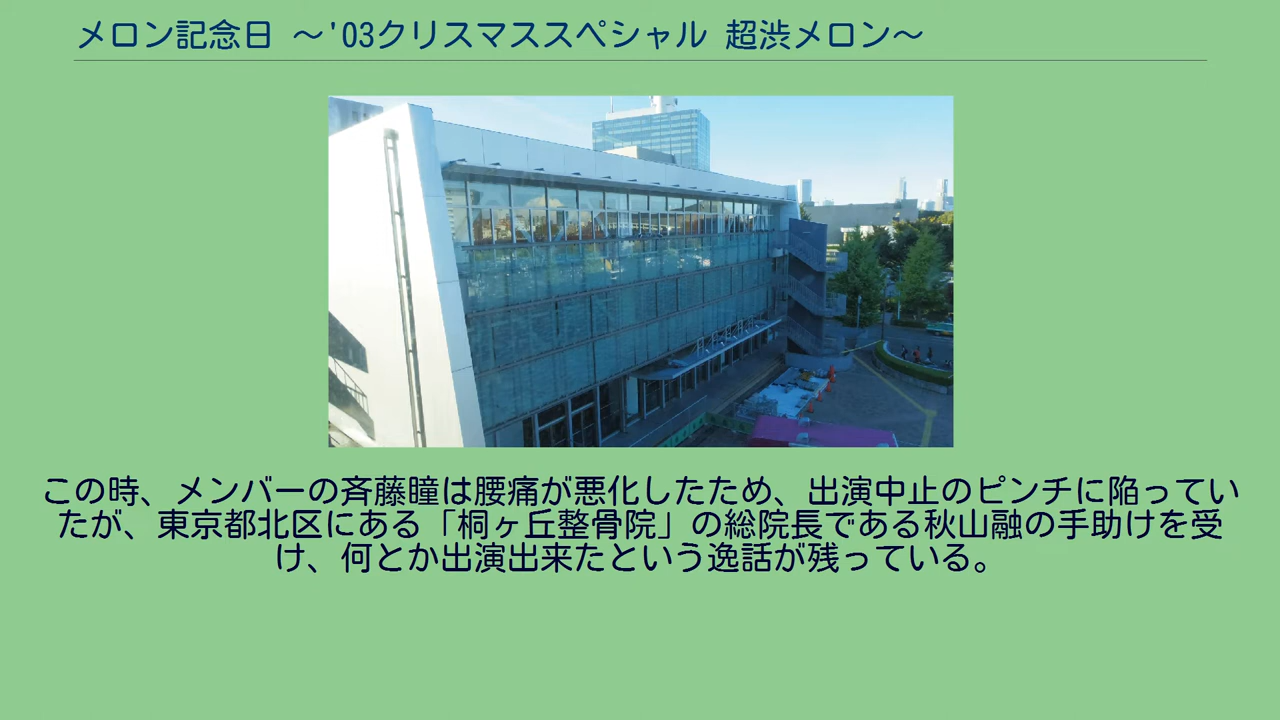 メロン記念日 ～'03クリスマススペシャル 超渋メロン～
この時、メンバーの斉藤瞳は腰痛が悪化したため、出演中止のピンチに陥ってい
たが、東京都北区にある「桐ヶ丘整骨院」の総院長である秋山融の手助けを受
け、何とか出演出来たという逸話が残っている。